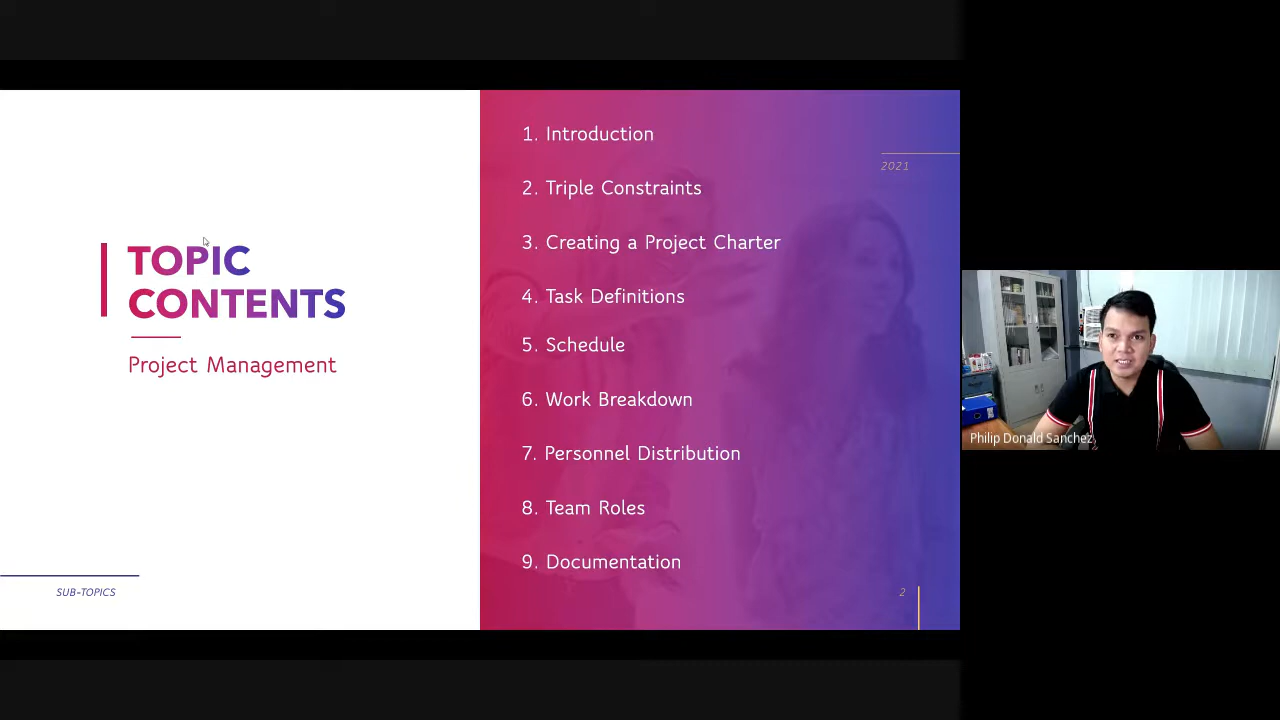 TOPIC
CONTENTS
Project Management
SUB-TOPICS
1. Introduction
2021
2. Triple Constraints
3. Creating a Project Charter
4. Task Definitions
5. Schedule
6. Work Breakdown
7. Personnel Distribution
8. Team Roles
9. Documentation
2
Philip Donald Sanchez